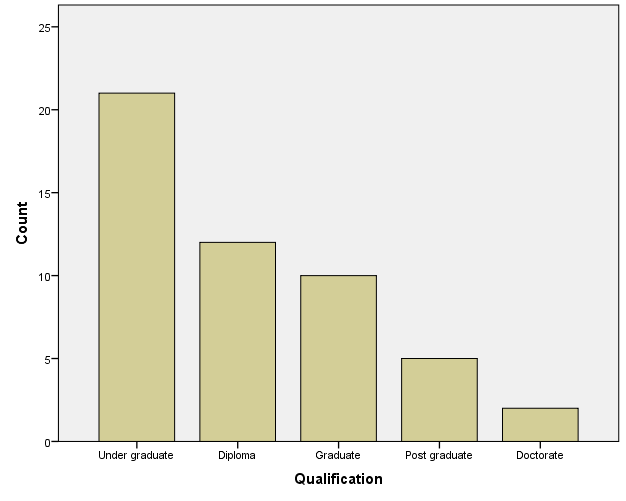 25
20
15
10
5
0
Count
Under graduate
Diploma
Graduate
Post graduate
Doctorate
Qualification